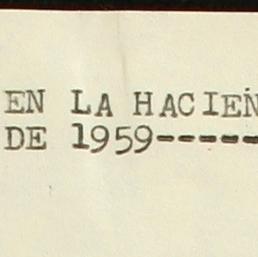 EN LA HACIEN
DE 1959-----